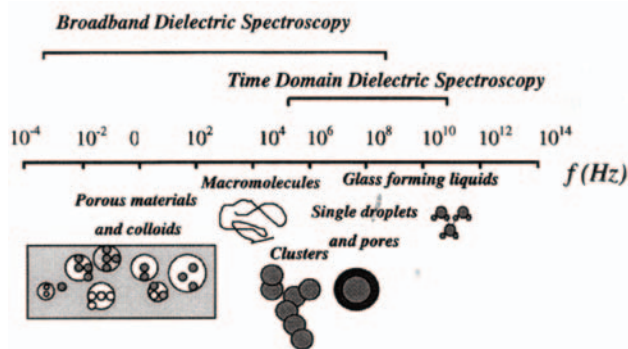 Broadband Dielectric Spectroscopy
Time Domain Dielectric Spectroscopy
10⁻⁴ 10⁻² 0 10² 10⁴ 10⁶ 10⁸ 10¹⁰ 10¹⁴
f (Hz)
Macromolecules Glass forming liquids
Porous materials
and colloids
Single droplets
and pores
Clusters